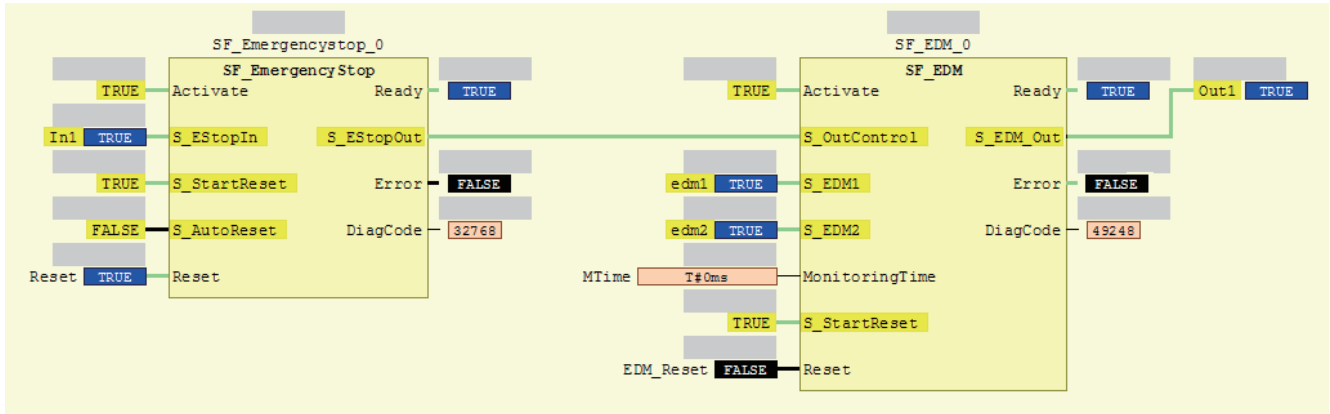 SF_Emergencystop_0 SF_EDM_0
SF_EmergencyStop SF_EDM
TRUE Activate Ready TRUE TRUE Activate Ready TRUE Out1 TRUE
In1 TRUE S_EStopIn S_EStopOut S_OutControl S_EDM_Out
TRUE S_StartReset Error FALSE edm1 TRUE S_EDM1 Error FALSE
FALSE S_AutoReset DiagCode 32768 edm2 TRUE S_EDM2 DiagCode 49248
Reset TRUE Reset MTime T#0ms MonitoringTime
TRUE S_StartReset
EDM_Reset FALSE Reset